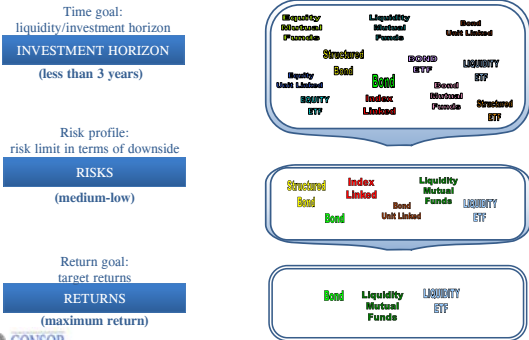 Time goal:
liquidity/investment horizon
INVESTMENT HORIZON
(less than 3 years)
Equity
Mutual
Funds
Liquidity
Mutual
Funds
Bond
Unit Linked
Structured
Bond
BOND
ETF
LIQUIDITY
ETF
Equity
Unit Linked
Bond
Bond
Mutual
Funds
EQUITY
ETF
Index
Linked
Structured
ETF
Risk profile:
risk limit in terms of downside
RISKS
(medium-low)
Structured
Bond
Index
Linked
Liquidity
Mutual
Funds
Bond
Bond
Unit Linked
LIQUIDITY
ETF
Return goal:
target returns
RETURNS
(maximum return)
Bond
Liquidity
Mutual
Funds
LIQUIDITY
ETF